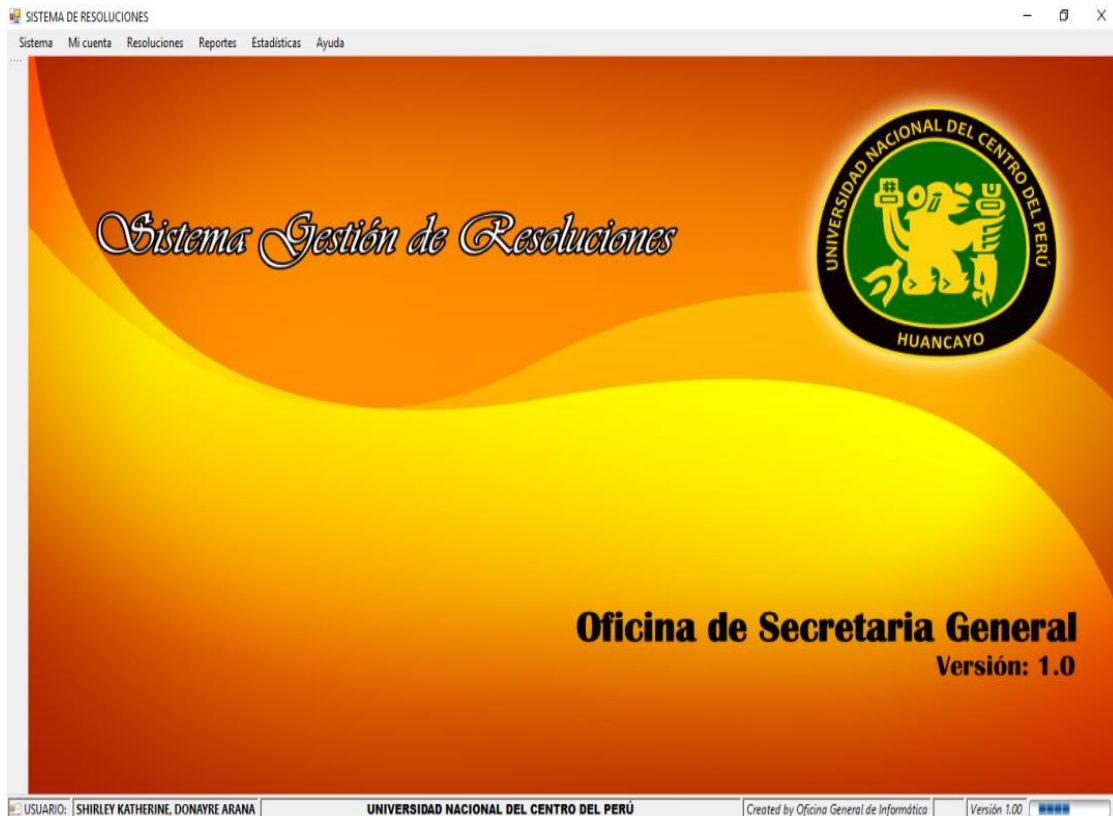 SISTEMA DE RESOLUCIONES
Sistema Mi cuenta Resoluciones Reportes Estadísticas Ayuda
UNIVERSIDAD NACIONAL DEL CENTRO DEL PERÚ
HUANCAYO
Sistema Gestión de Resoluciones
Oficina de Secretaria General
Versión: 1.0
USUARIO: SHIRLEY KATHERINE, DONAYRE ARANA UNIVERSIDAD NACIONAL DEL CENTRO DEL PERÚ Created by Oficina General de Informática Versión 1.00